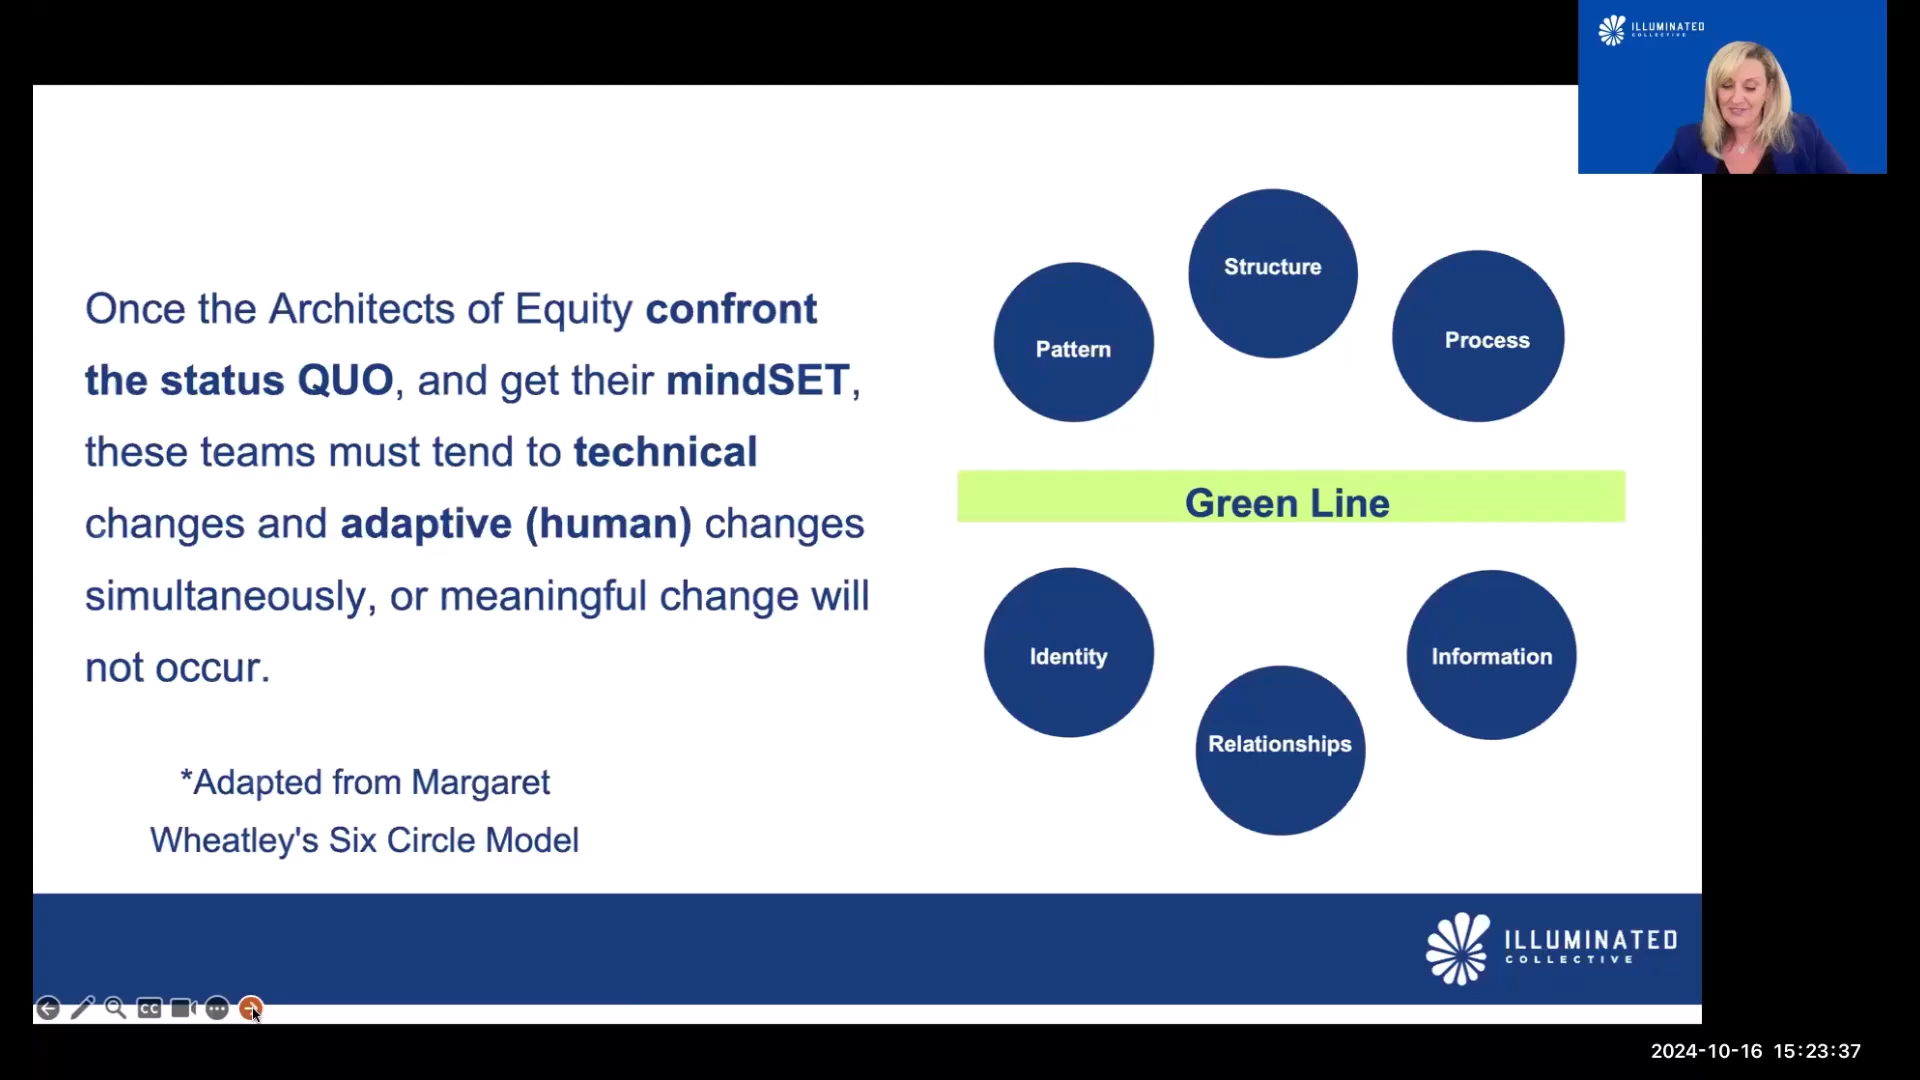 ILLUMINATED
COLLECTIVE
Once the Architects of Equity confront
the status QUO, and get their mindSET,
these teams must tend to technical
changes and adaptive (human) changes
simultaneously, or meaningful change will
not occur.
*Adapted from Margaret
Wheatley's Six Circle Model
Structure
Pattern
Process
Green Line
Identity
Information
Relationships
ILLUMINATED
COLLECTIVE
CC
2024-10-16 15:23:37